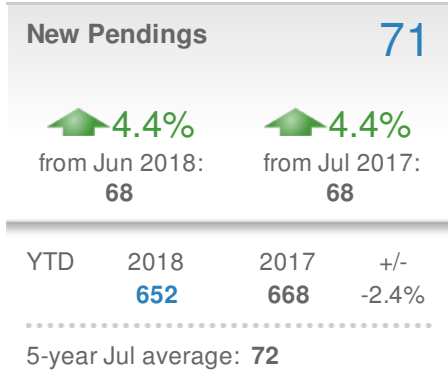 New Pendings 71
4.4% 4.4%
from Jun 2018: from Jul 2017:
68 68
YTD 2018 2017 +/-
652 668 -2.4%
5-year Jul average: 72